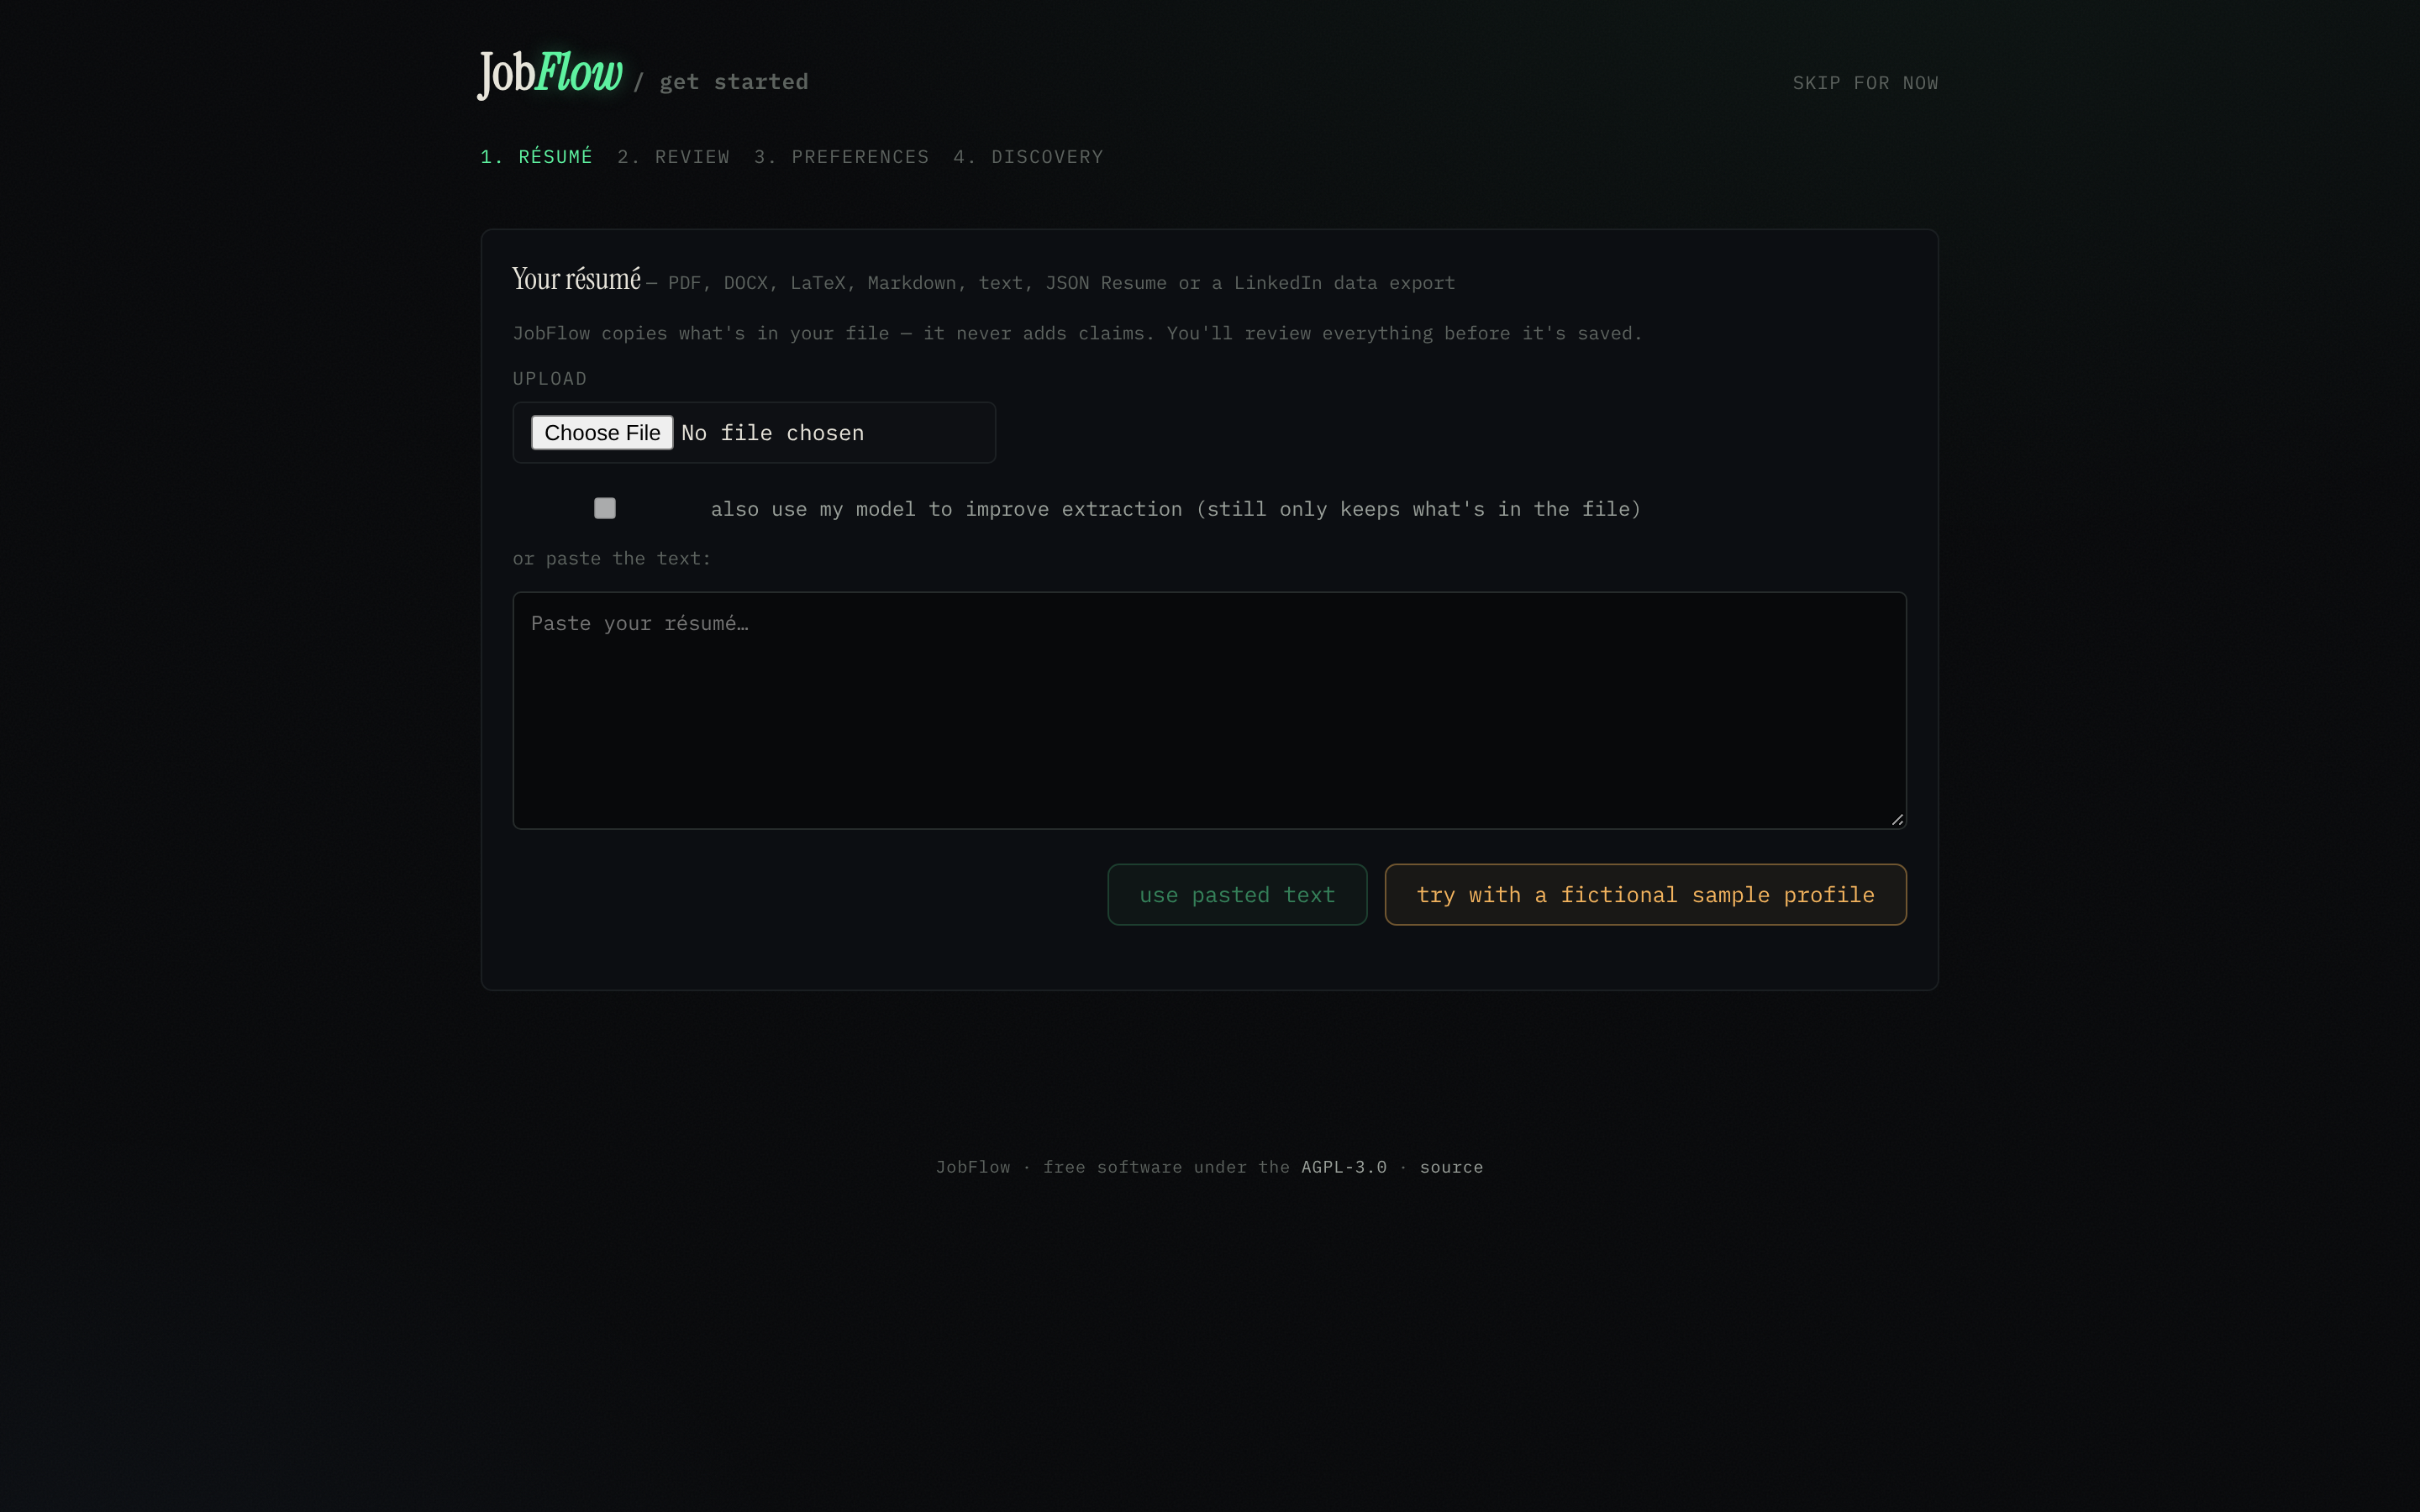 JobFlow / get started
SKIP FOR NOW
1. RÉSUMÉ 2. REVIEW 3. PREFERENCES 4. DISCOVERY
Your résumé — PDF, DOCX, LaTeX, Markdown, text, JSON Resume or a LinkedIn data export
JobFlow copies what's in your file — it never adds claims. You'll review everything before it's saved.
UPLOAD
Choose File No file chosen
also use my model to improve extraction (still only keeps what's in the file)
or paste the text:
Paste your résumé…
use pasted text
try with a fictional sample profile
JobFlow · free software under the AGPL-3.0 · source